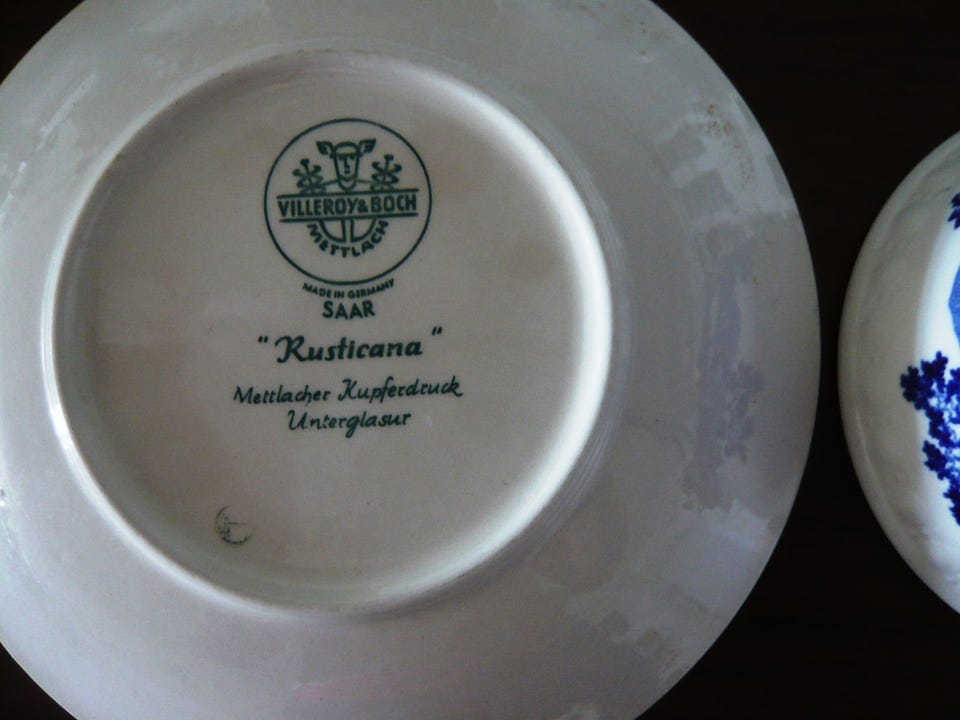 VILLEROY & BOCH
METTLACH
MADE IN GERMANY
SAAR
"Rusticana"
Mettlacher Kupferdruck
Unterglasur